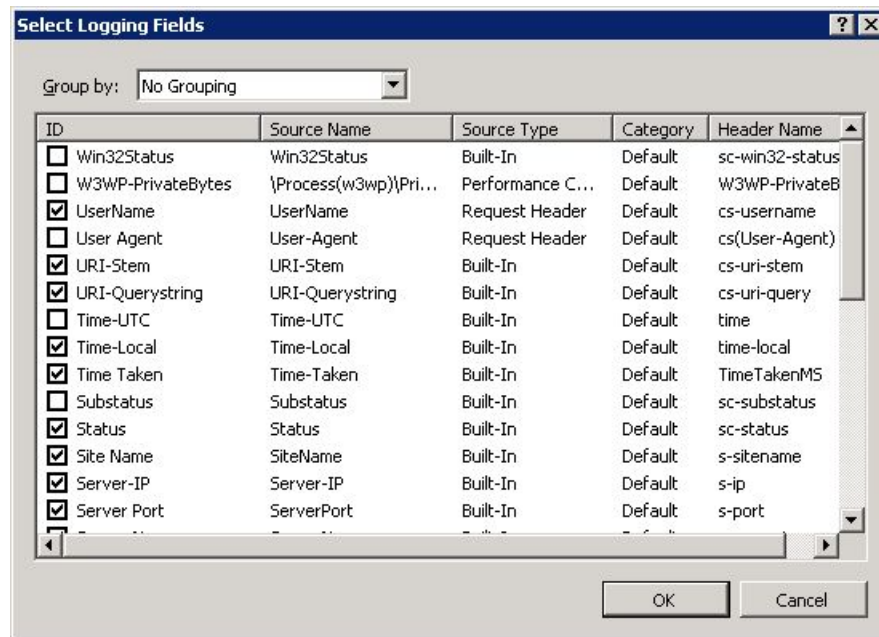 Select Logging Fields
Group by: No Grouping
ID Source Name Source Type Category Header Name
Win32Status Win32Status Built-In Default sc-win32-status
W3WP-PrivateBytes \Process(w3wp)\Pri... Performance C... Default W3WP-PrivateB
UserName UserName Request Header Default cs-username
User Agent User-Agent Request Header Default cs(User-Agent)
URI-Stem URI-Stem Built-In Default cs-uri-stem
URI-Querystring URI-Querystring Built-In Default cs-uri-query
Time-UTC Time-UTC Built-In Default time
Time-Local Time-Local Built-In Default time-local
Time Taken Time-Taken Built-In Default TimeTakenMS
Substatus Substatus Built-In Default sc-substatus
Status Status Built-In Default sc-status
Site Name SiteName Built-In Default s-sitename
Server-IP Server-IP Built-In Default s-ip
Server Port ServerPort Built-In Default s-port
OK Cancel